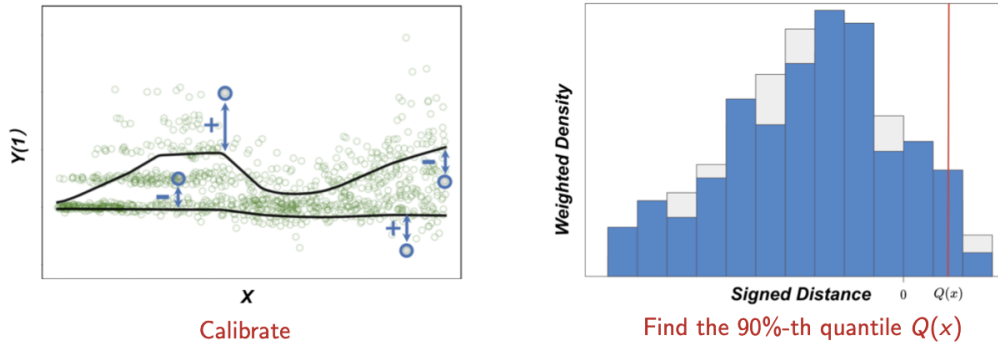 Y(1)
+
−
−
+
X
Calibrate
Weighted Density
Signed Distance 0 Q(x)
Find the 90%-th quantile Q(x)